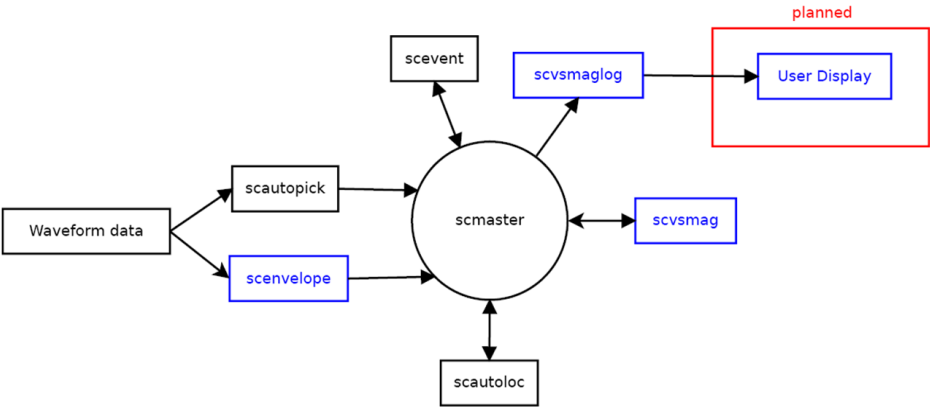 planned
scevent
scvsmaglog
User Display
scautopick
Waveform data
scmaster
scvsmag
scenvelope
scautoloc